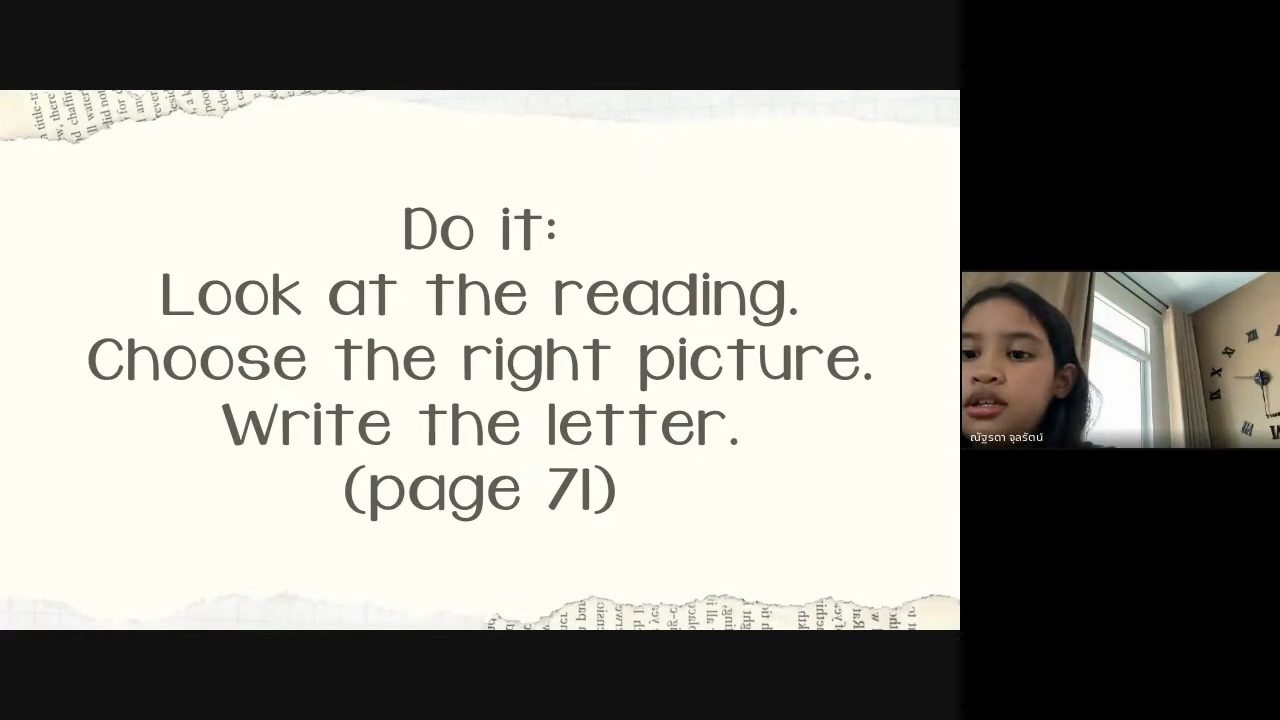 Do it:
Look at the reading.
Choose the right picture.
Write the letter.
(page 71)
ณัฐรดา จุลรัตน์